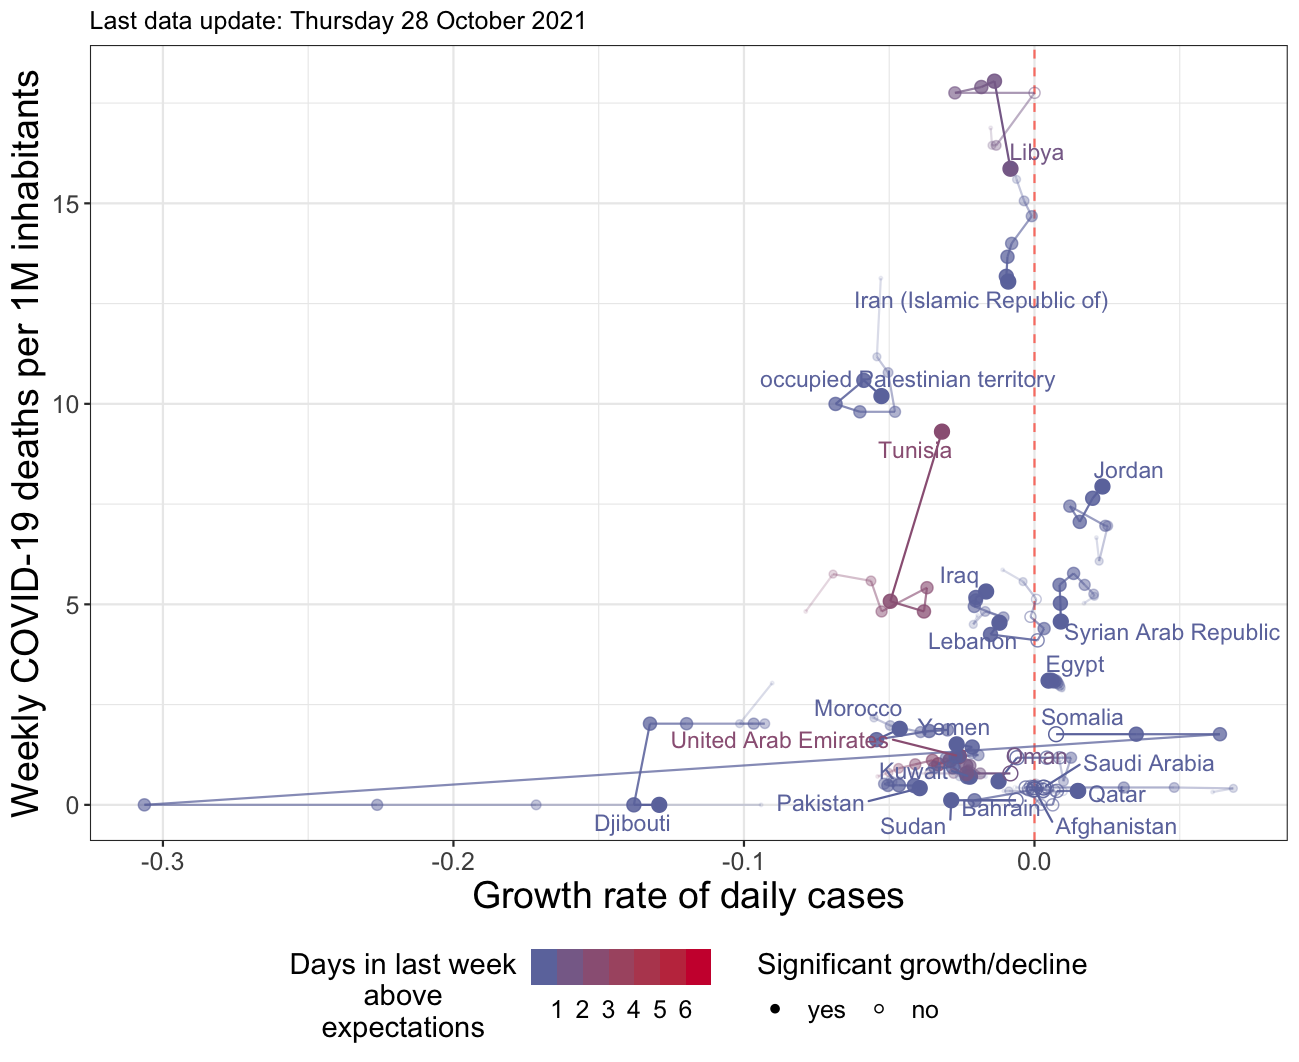 Last data update: Thursday 28 October 2021
Weekly COVID-19 deaths per 1M inhabitants
15
10
5
0
Libya
Iran (Islamic Republic of)
occupied Palestinian territory
Tunisia
Jordan
Iraq
Lebanon
Syrian Arab Republic
Egypt
Morocco
Yemen
Somalia
United Arab Emirates
Oman
Saudi Arabia
Kuwait
Pakistan
Qatar
Bahrain
Djibouti
Sudan
Afghanistan
-0.3
-0.2
-0.1
0.0
Growth rate of daily cases
Days in last week
above
expectations
1 2 3 4 5 6
Significant growth/decline
yes
no